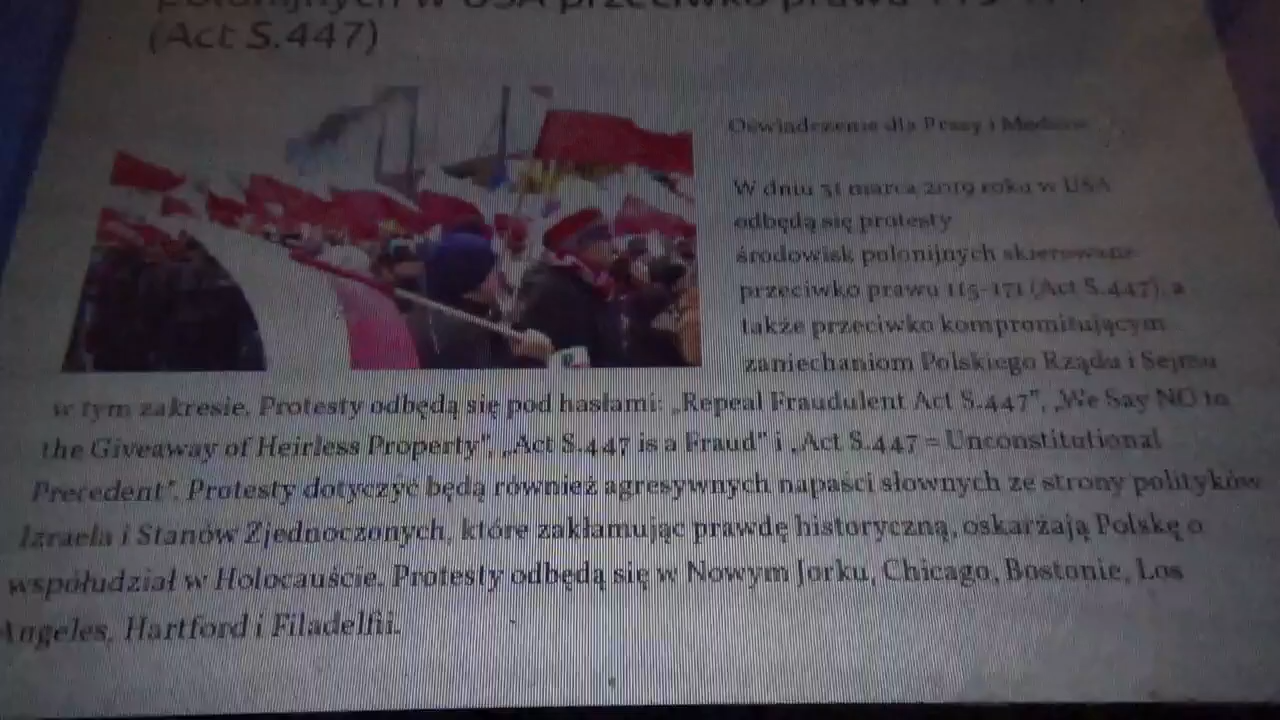 polonijnych w USA przeciwko prawu
(Act S.447)
Oświadczenie dla Prasy i Mediów
W dniu 31 marca 2019 roku w USA
odbędą się protesty
środowisk polonijnych skierowane
przeciwko prawu 115-171 (Act S.447), a
także przeciwko kompromitującym
zaniechaniom Polskiego Rządu i Sejmu
w tym zakresie. Protesty odbędą się pod hasłami: „Repeal Fraudulent Act S.447”, „We Say NO to
the Giveaway of Heirless Property”, „Act S.447 is a Fraud” i „Act S.447 = Unconstitutional
Precedent”. Protesty dotyczyć będą również agresywnych napaści słownych ze strony polityków
Izraela i Stanów Zjednoczonych, które zakłamując prawdę historyczną, oskarżają Polskę o
współudział w Holocauście. Protesty odbędą się w Nowym Jorku, Chicago, Bostonie, Los
Angeles, Hartford i Filadelfii.